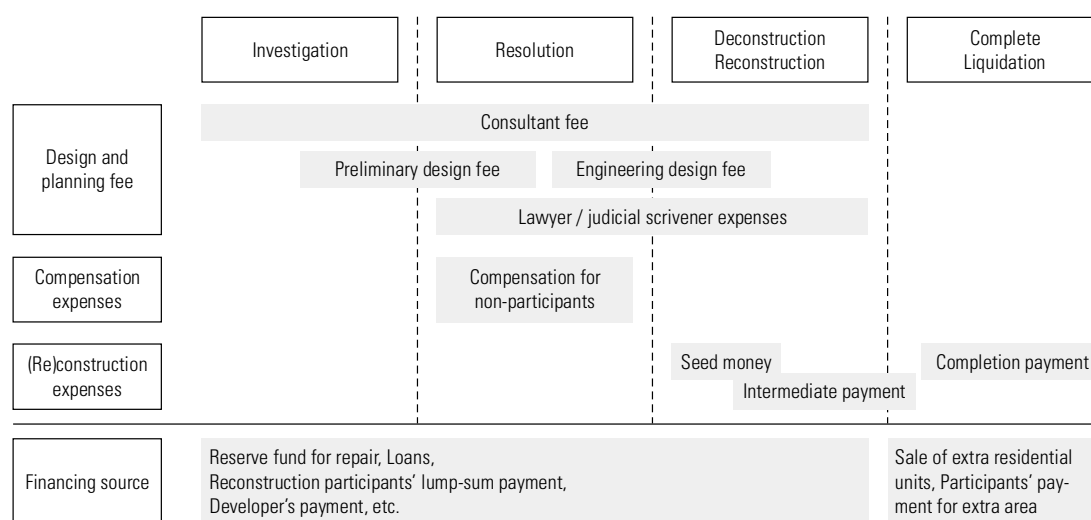 Investigation
Resolution
Deconstruction
Reconstruction
Complete
Liquidation
Design and
planning fee
Consultant fee
Preliminary design fee
Engineering design fee
Lawyer / judicial scrivener expenses
Compensation
expenses
Compensation for
non-participants
(Re)construction
expenses
Seed money
Intermediate payment
Completion payment
Financing source
Reserve fund for repair, Loans,
Reconstruction participants' lump-sum payment,
Developer's payment, etc.
Sale of extra residential
units, Participants' pay-
ment for extra area